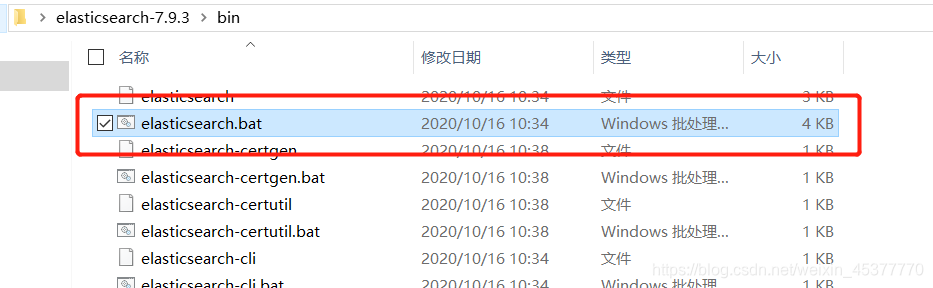 elasticsearch-7.9.3 > bin
名称 修改日期 类型 大小
elasticsearch 2020/10/16 10:34 文件 3 KB
elasticsearch.bat 2020/10/16 10:34 Windows 批处理... 4 KB
elasticsearch-certgen 2020/10/16 10:34 文件 1 KB
elasticsearch-certgen.bat 2020/10/16 10:38 Windows 批处理... 1 KB
elasticsearch-certutil 2020/10/16 10:38 文件 1 KB
elasticsearch-certutil.bat 2020/10/16 10:38 Windows 批处理... 1 KB
elasticsearch-cli 2020/10/16 10:34 文件 1 KB
elasticsearch-cli.bat 2020/10/16 10:34 Windows 批处理... 1 KB
https://blog.csdn.net/weixin_45377770